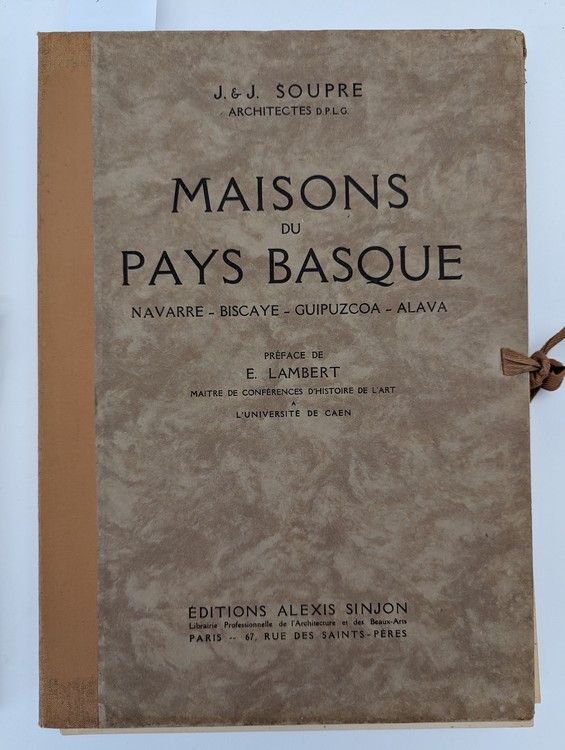 J. & J. SOUPRE
ARCHITECTES D.P.L.G.
MAISONS
DU
PAYS BASQUE
NAVARRE - BISCAYE - GUIPUZCOA - ALAVA
PRÉFACE DE
E. LAMBERT
MAITRE DE CONFÉRENCES D'HISTOIRE DE L'ART
A
L'UNIVERSITÉ DE CAEN
ÉDITIONS ALEXIS SINJON
Librairie Professionnelle de l'Architecture et des Beaux-Arts
PARIS -- 67, RUE DES SAINTS-PÈRES